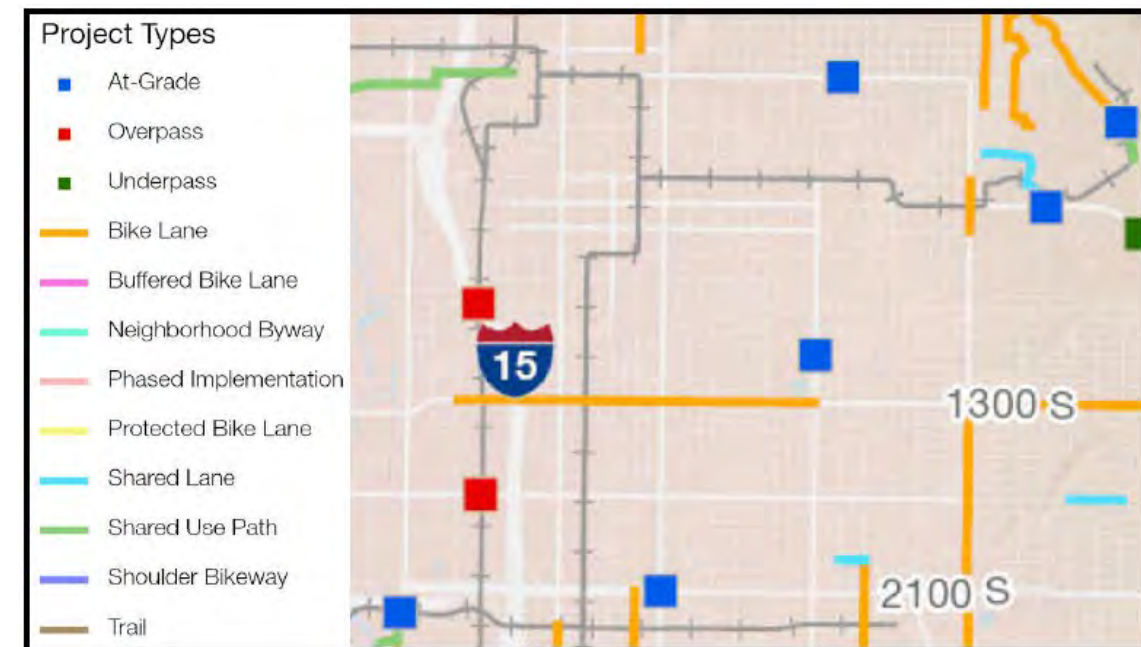 Project Types
At-Grade
Overpass
Underpass
Bike Lane
Buffered Bike Lane
Neighborhood Byway
Phased Implementation
Protected Bike Lane
Shared Lane
Shared Use Path
Shoulder Bikeway
Trail
15
1300 S
2100 S